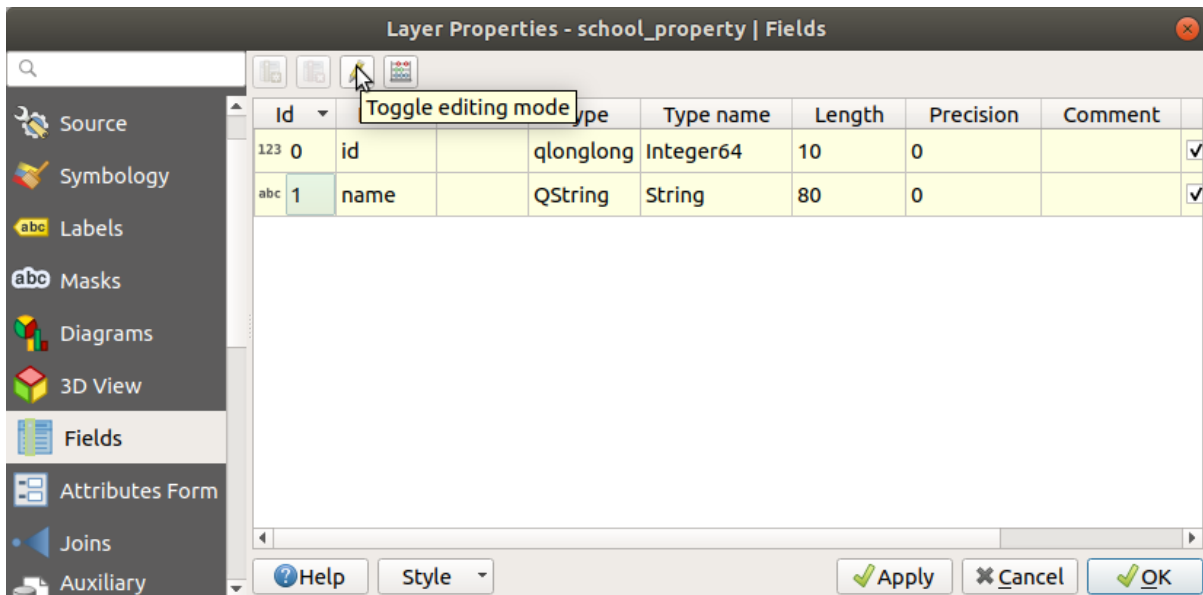 Layer Properties - school_property | Fields
Toggle editing mode
Id Type name Length Precision Comment
123 0 id qlonglong Integer64 10 0
abc 1 name QString String 80 0
Source
Symbology
abc Labels
abc Masks
Diagrams
3D View
Fields
Attributes Form
Joins
Auxiliary
Help Style Apply Cancel OK